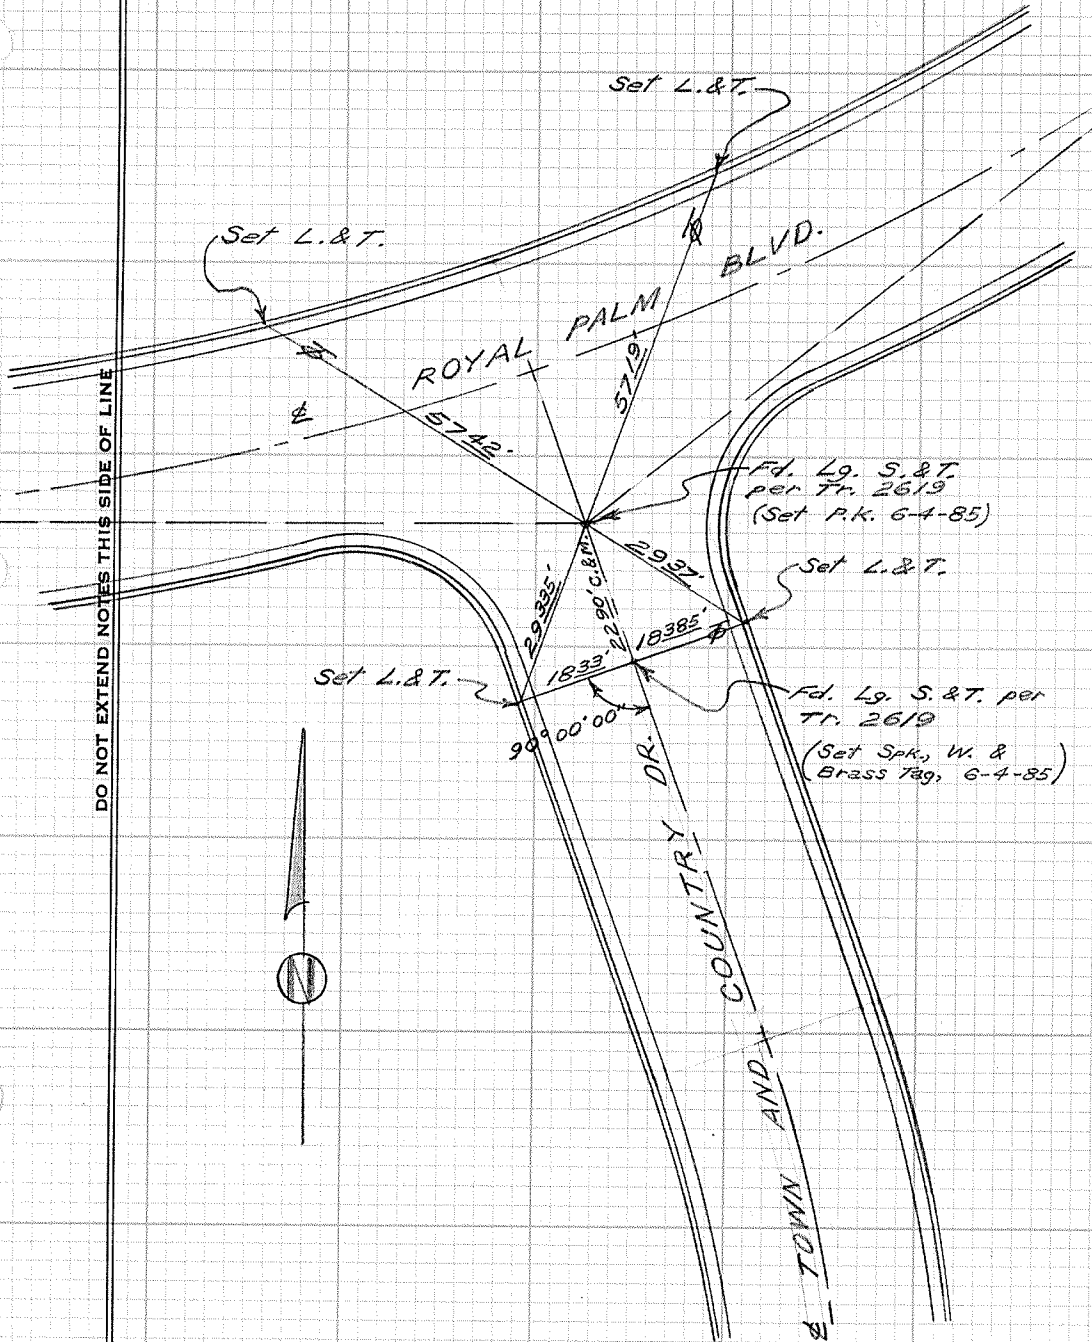 Set L.&T.
Set L.&T.
ROYAL PALM BLVD.
℄
57.19'
57.42'
Fd. Lg. S.&T.
per Tr. 2619
(Set P.K. 6-4-85)
29.37'
Set L.&T.
29.335'
22.90' C.&M.
18.385'
18.33'
Set L.&T.
90°00'00"
Fd. Lg. S.&T. per
Tr. 2619
(Set Spk., W. &
Brass Tag, 6-4-85)
℄ TOWN AND COUNTRY DR.
N
DO NOT EXTEND NOTES THIS SIDE OF LINE